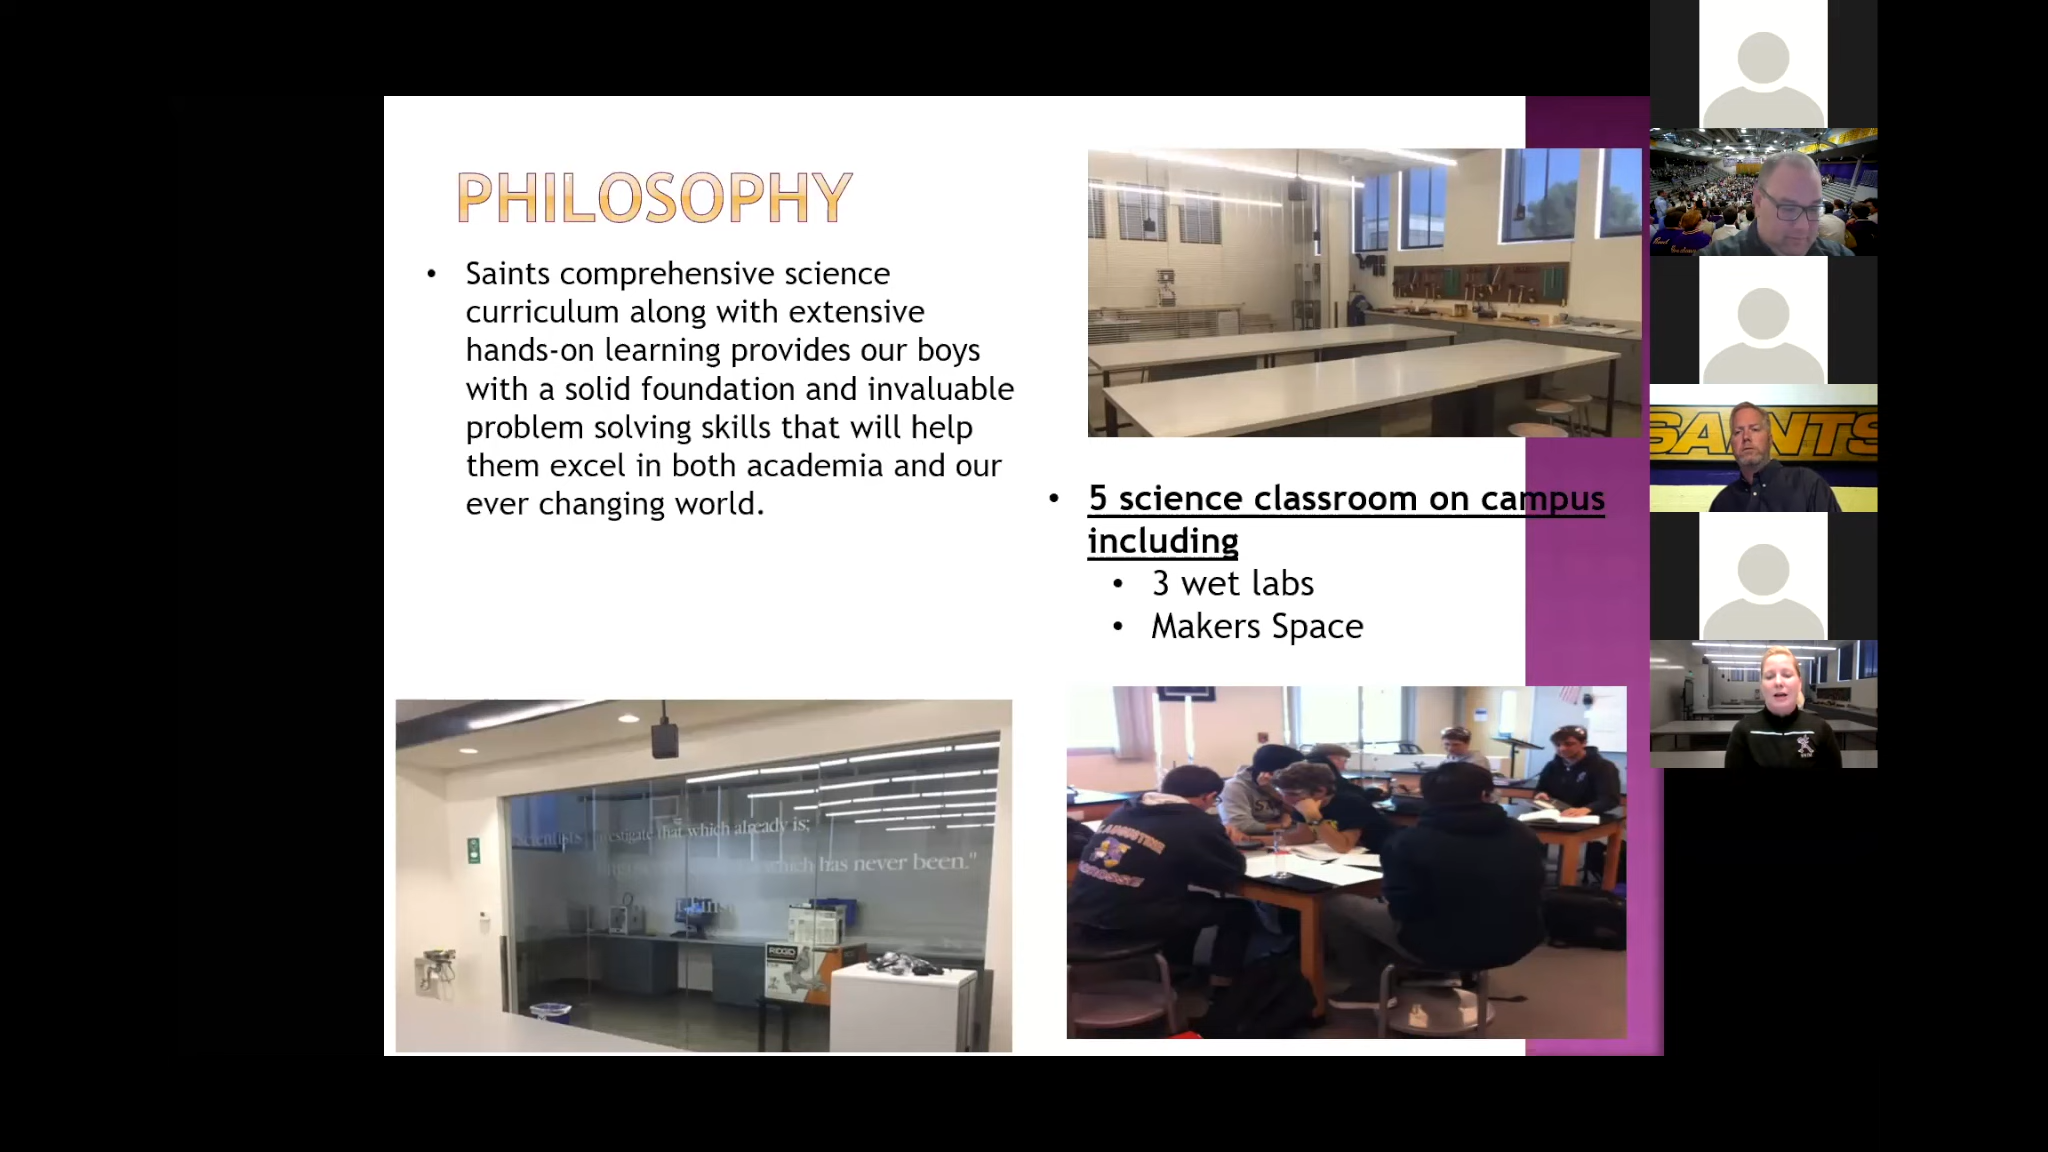 PHILOSOPHY
• Saints comprehensive science
curriculum along with extensive
hands-on learning provides our boys
with a solid foundation and invaluable
problem solving skills that will help
them excel in both academia and our
ever changing world.
• 5 science classroom on campus
including
• 3 wet labs
• Makers Space
investigate that which already is;
which has never been."
RIDGID
LACROSSE
SAINTS